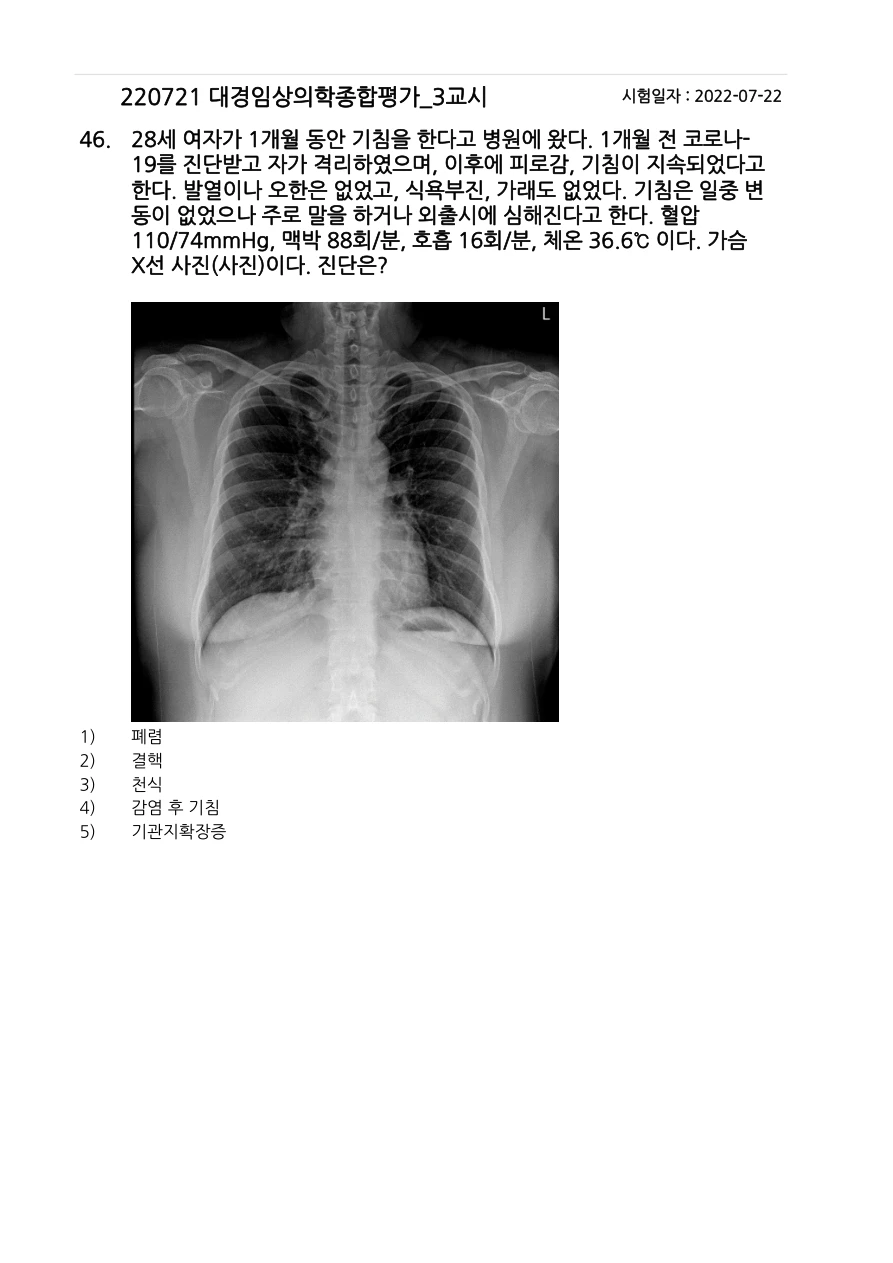 220721 대경임상의학종합평가_3교시
시험일자 : 2022-07-22
46. 28세 여자가 1개월 동안 기침을 한다고 병원에 왔다. 1개월 전 코로나-
19를 진단받고 자가 격리하였으며, 이후에 피로감, 기침이 지속되었다고
한다. 발열이나 오한은 없었고, 식욕부진, 가래도 없었다. 기침은 일중 변
동이 없었으나 주로 말을 하거나 외출시에 심해진다고 한다. 혈압
110/74mmHg, 맥박 88회/분, 호흡 16회/분, 체온 36.6℃ 이다. 가슴
X선 사진(사진)이다. 진단은?
L
1) 폐렴
2) 결핵
3) 천식
4) 감염 후 기침
5) 기관지확장증